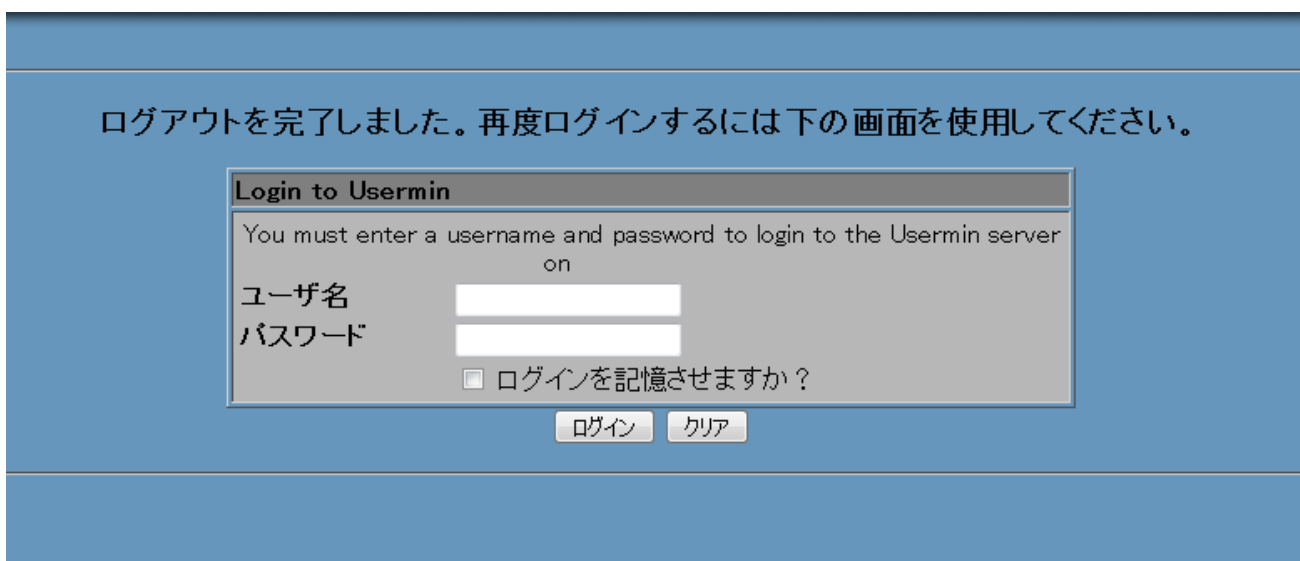 ログアウトを完了しました。再度ログインするには下の画面を使用してください。
Login to Usermin
You must enter a username and password to login to the Usermin server
on
ユーザ名
パスワード
ログインを記憶させますか？
ログイン クリア